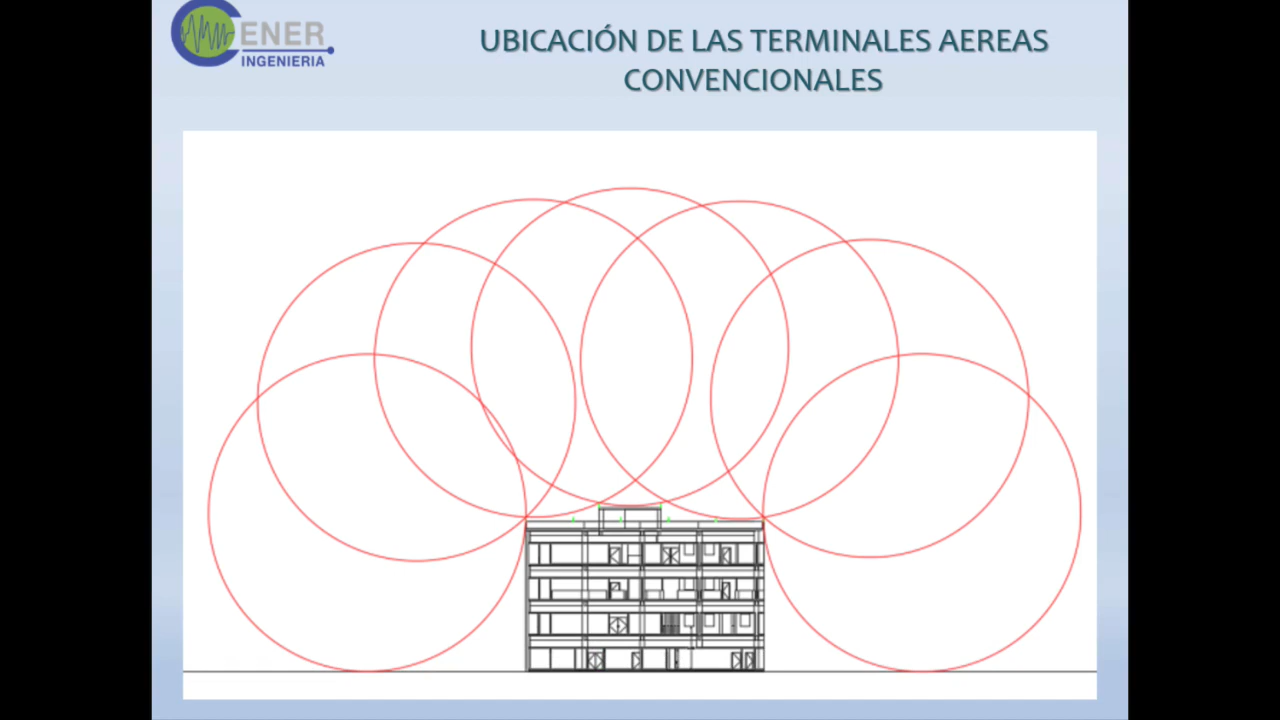 ENER
INGENIERIA
UBICACIÓN DE LAS TERMINALES AEREAS
CONVENCIONALES